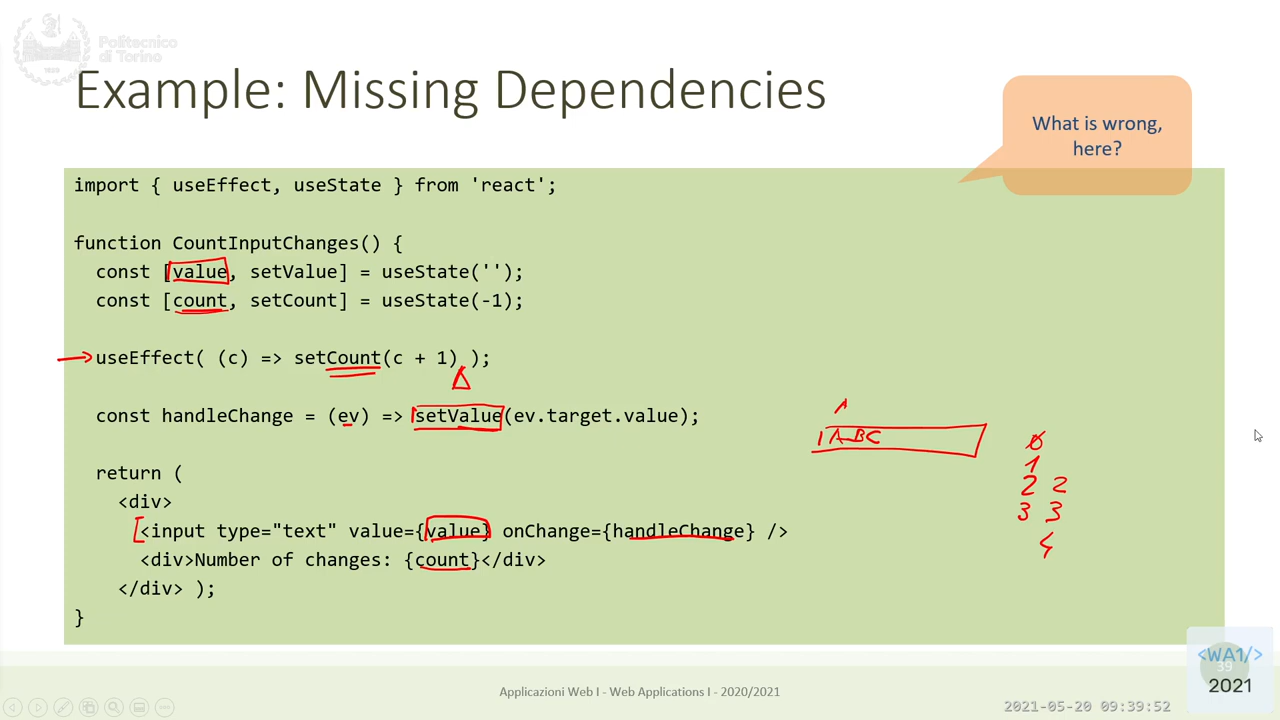 Politecnico
di Torino
Example: Missing Dependencies
What is wrong,
here?
import { useEffect, useState } from 'react';
function CountInputChanges() {
const [value, setValue] = useState('');
const [count, setCount] = useState(-1);
useEffect( (c) => setCount(c + 1) );
const handleChange = (ev) => setValue(ev.target.value);
return (
<div>
<input type="text" value={value} onChange={handleChange} />
<div>Number of changes: {count}</div>
</div> );
}
A
ABC
0
1
2 2
3 3
4
Applicazioni Web I - Web Applications I - 2020/2021
<WA1/>
39
2021
2021-05-20 09:39:52